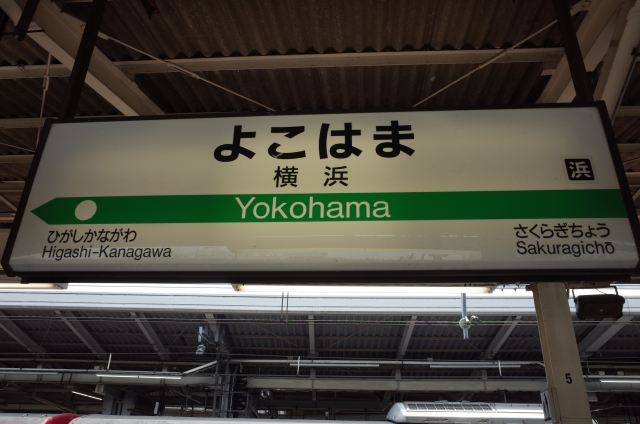 よこはま
横浜
浜
Yokohama
ひがしかながわ
Higashi-Kanagawa
さくらぎちょう
Sakuragichō
5